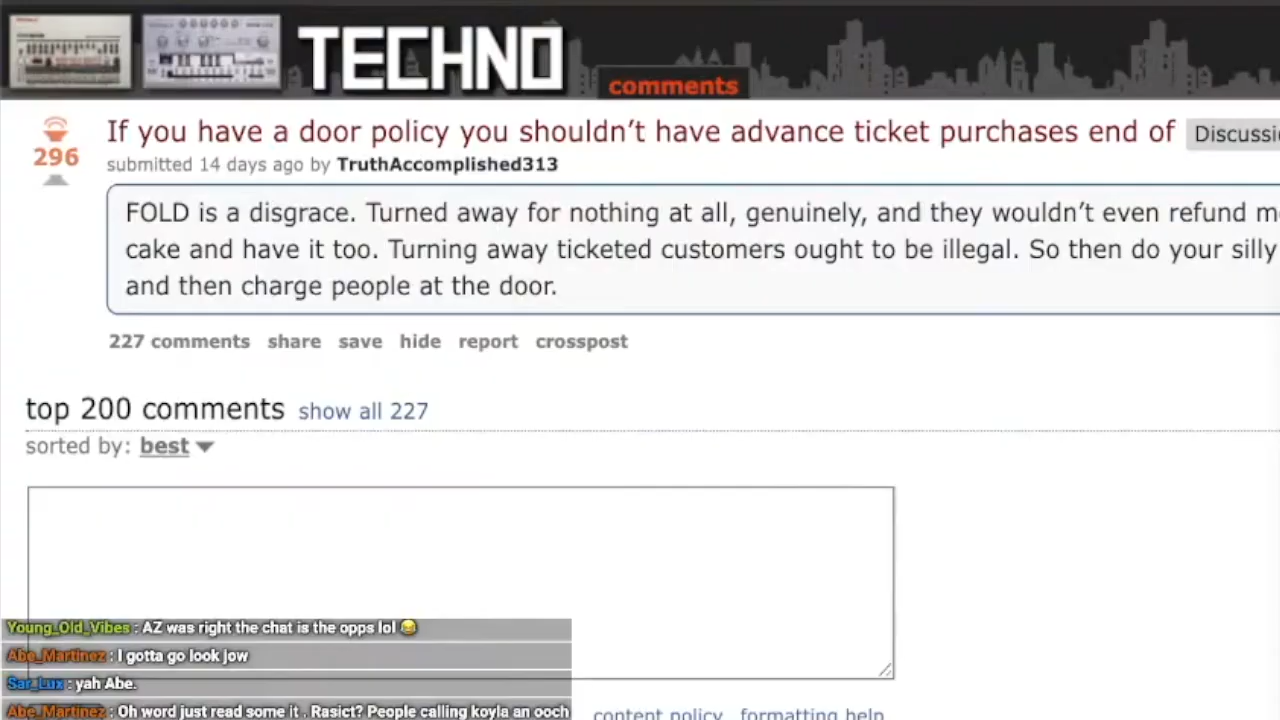 TECHNO
comments
If you have a door policy you shouldn't have advance ticket purchases end of
Discussi
296
submitted 14 days ago by TruthAccomplished313
FOLD is a disgrace. Turned away for nothing at all, genuinely, and they wouldn't even refund m
cake and have it too. Turning away ticketed customers ought to be illegal. So then do your silly
and then charge people at the door.
227 comments share save hide report crosspost
top 200 comments show all 227
sorted by: best
Young_Old_Vibes : AZ was right the chat is the opps lol 😂
Abe_Martinez : I gotta go look jow
Sar_Lux : yah Abe.
Abe_Martinez : Oh word just read some it . Rasict? People calling koyla an ooch
content policy formatting help